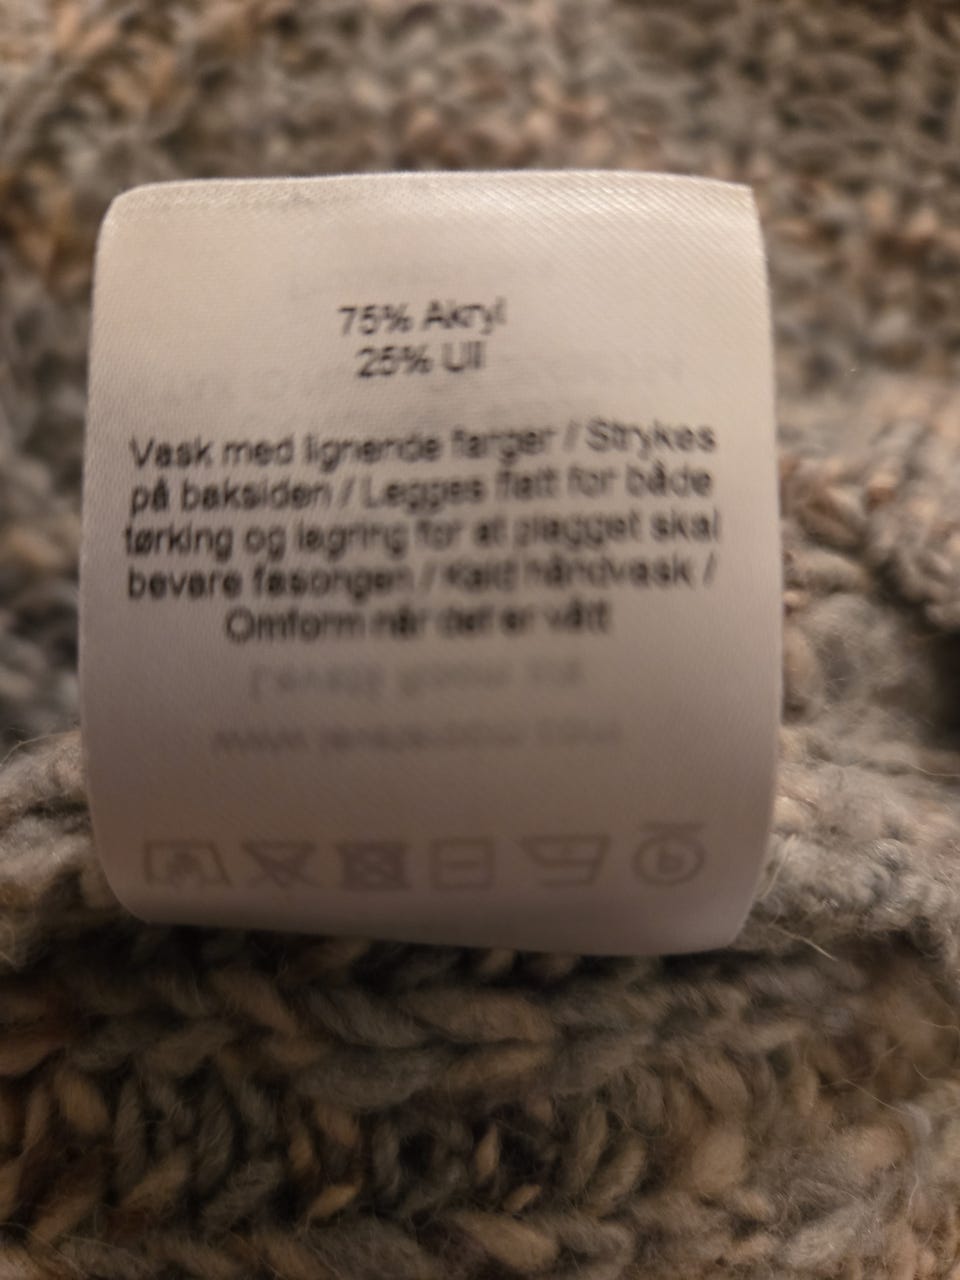 75% Akryl
25% Ull
Vask med lignende farger / Strykes
på baksiden / Legges flatt for både
tørking og lagring for at plagget skal
bevare fasongen / Kald håndvask /
Omform når det er vått